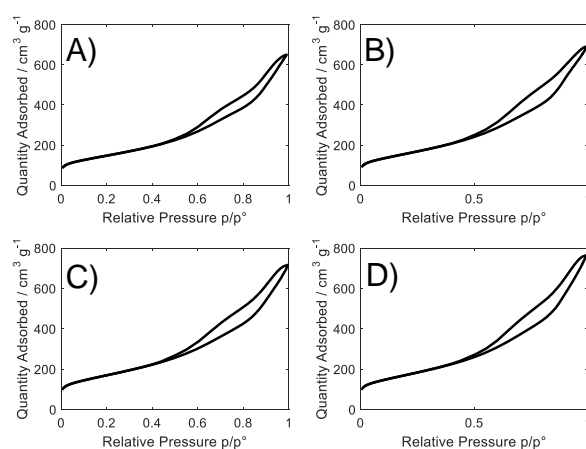 A)
Quantity Adsorbed / cm³ g⁻¹
800
600
400
200
0
0 0.2 0.4 0.6 0.8 1
Relative Pressure p/p°
B)
Quantity Adsorbed / cm³ g⁻¹
800
600
400
200
0
0 0.5 1
Relative Pressure p/p°
C)
Quantity Adsorbed / cm³ g⁻¹
800
600
400
200
0
0 0.2 0.4 0.6 0.8 1
Relative Pressure p/p°
D)
Quantity Adsorbed / cm³ g⁻¹
800
600
400
200
0
0 0.5
Relative Pressure p/p°